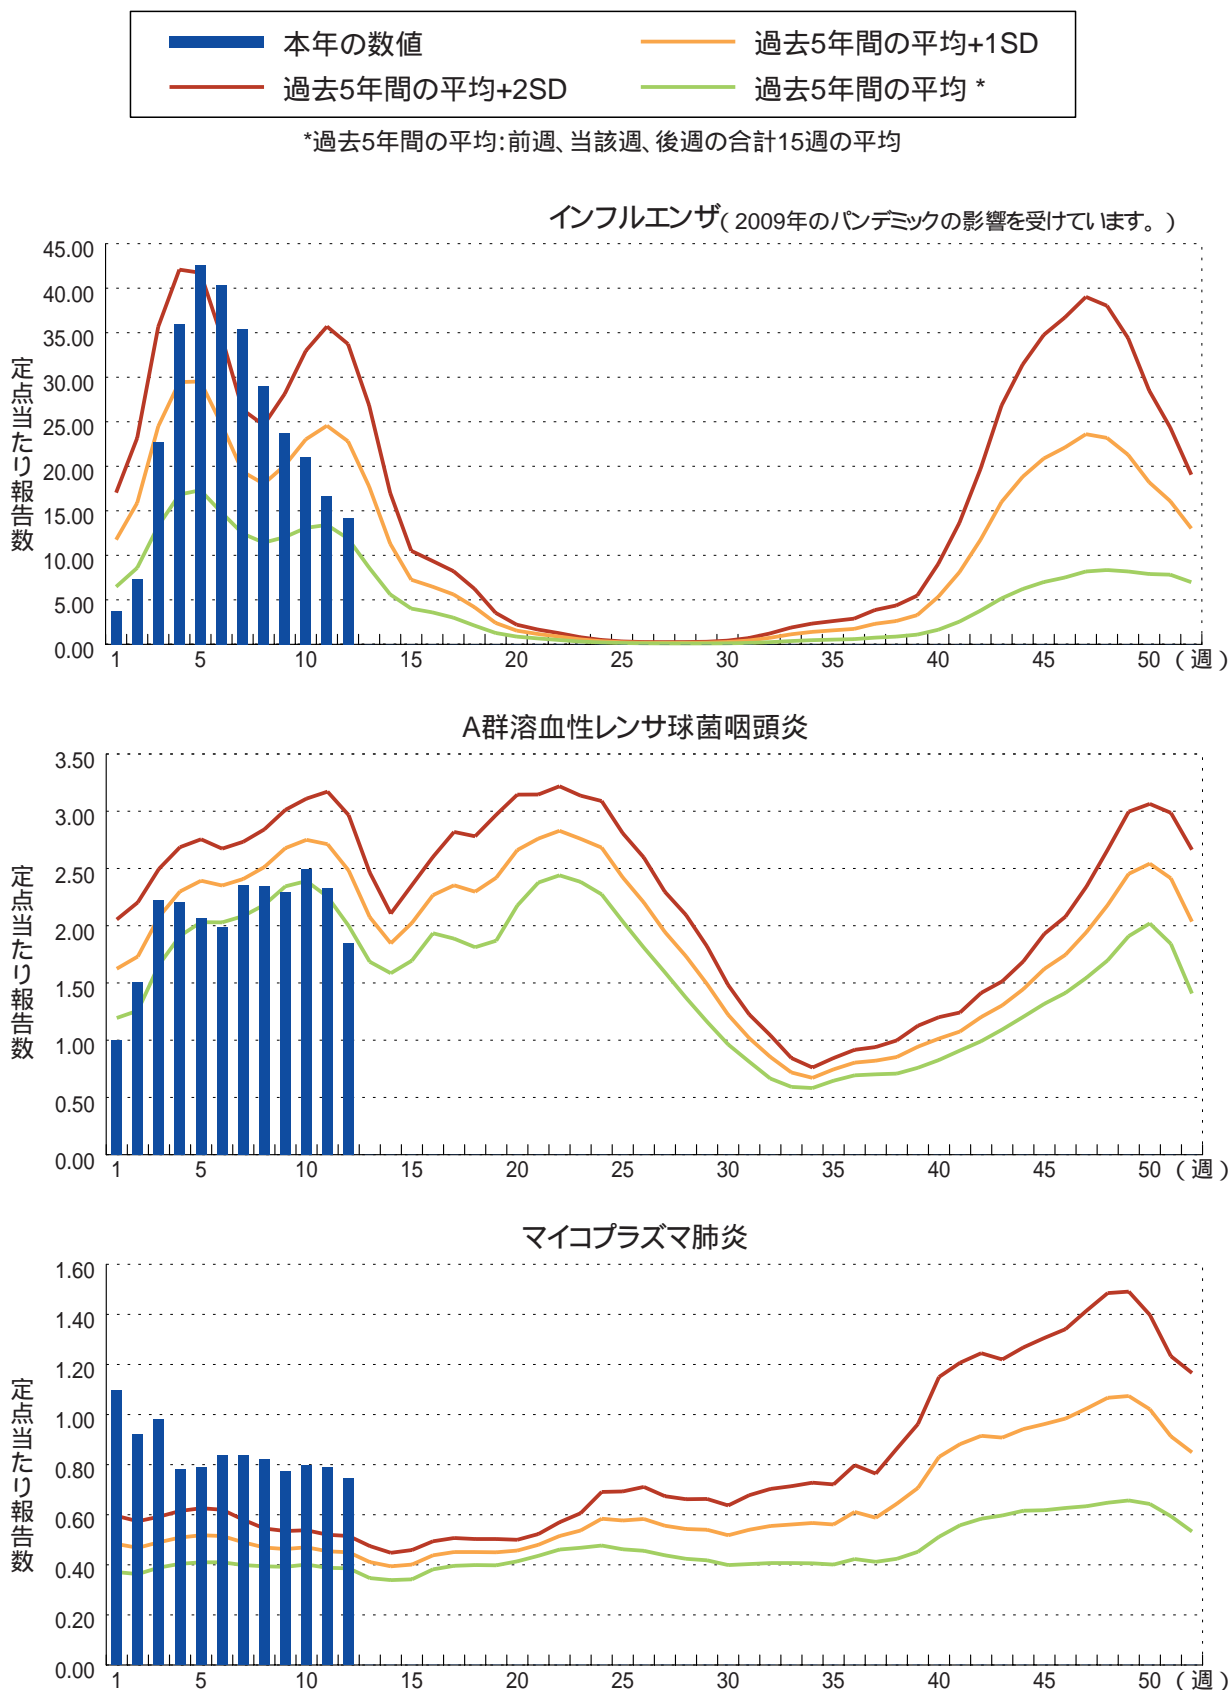 本年の数値
過去5年間の平均+1SD
過去5年間の平均+2SD
過去5年間の平均 *
*過去5年間の平均:前週、当該週、後週の合計15週の平均
インフルエンザ( 2009年のパンデミックの影響を受けています。 )
45.00
40.00
35.00
30.00
25.00
20.00
15.00
10.00
5.00
0.00
定点当たり報告数
1 5 10 15 20 25 30 35 40 45 50 (週)
A群溶血性レンサ球菌咽頭炎
3.50
3.00
2.50
2.00
1.50
1.00
0.50
0.00
定点当たり報告数
1 5 10 15 20 25 30 35 40 45 50 (週)
マイコプラズマ肺炎
1.60
1.40
1.20
1.00
0.80
0.60
0.40
0.20
0.00
定点当たり報告数
1 5 10 15 20 25 30 35 40 45 50 (週)